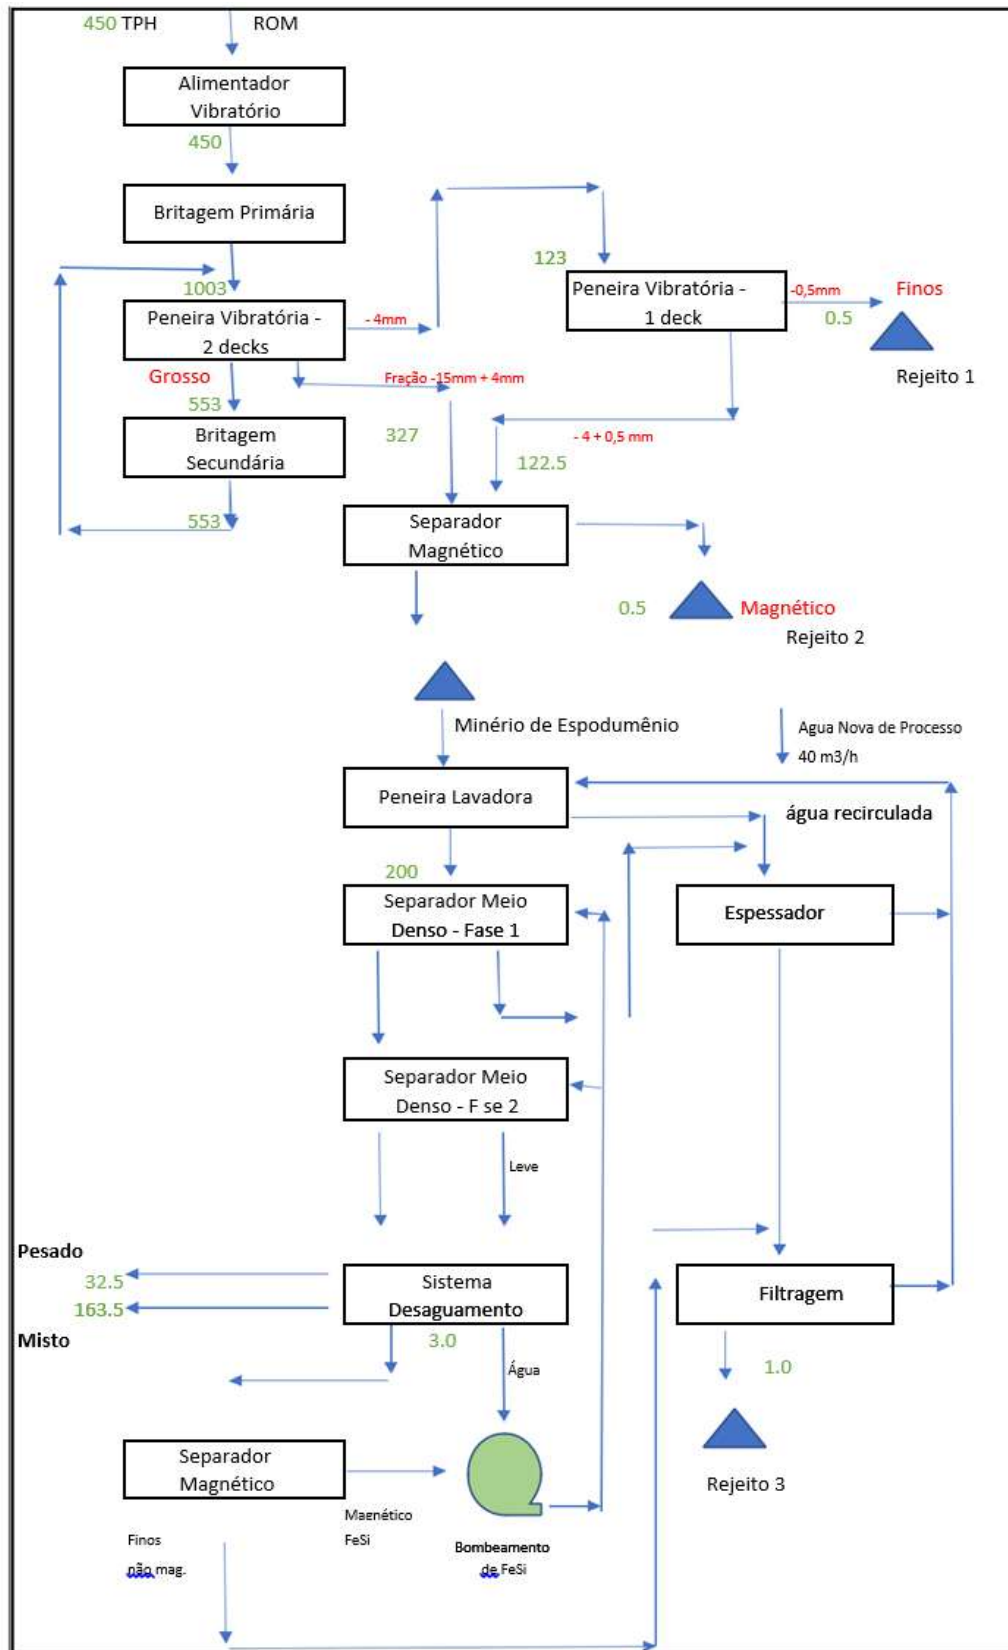 450 TPH
ROM
Alimentador
Vibratório
450
Britagem Primária
1003
123
Peneira Vibratória -
2 decks
- 4mm
Peneira Vibratória -
1 deck
-0,5mm
Finos
0.5
Rejeito 1
Grosso
Fração -15mm + 4mm
553
Britagem
Secundária
327
- 4 + 0,5 mm
122.5
553
Separador
Magnético
0.5
Magnético
Rejeito 2
Minério de Espodumênio
Agua Nova de Processo
40 m3/h
Peneira Lavadora
água recirculada
200
Separador Meio
Denso - Fase 1
Espessador
Separador Meio
Denso - F se 2
Leve
Pesado
32.5
163.5
Misto
Sistema
Desaguamento
Filtragem
3.0
Água
1.0
Separador
Magnético
Rejeito 3
Magnético
FeSi
Finos
não mag.
Bombeamento
de FeSi